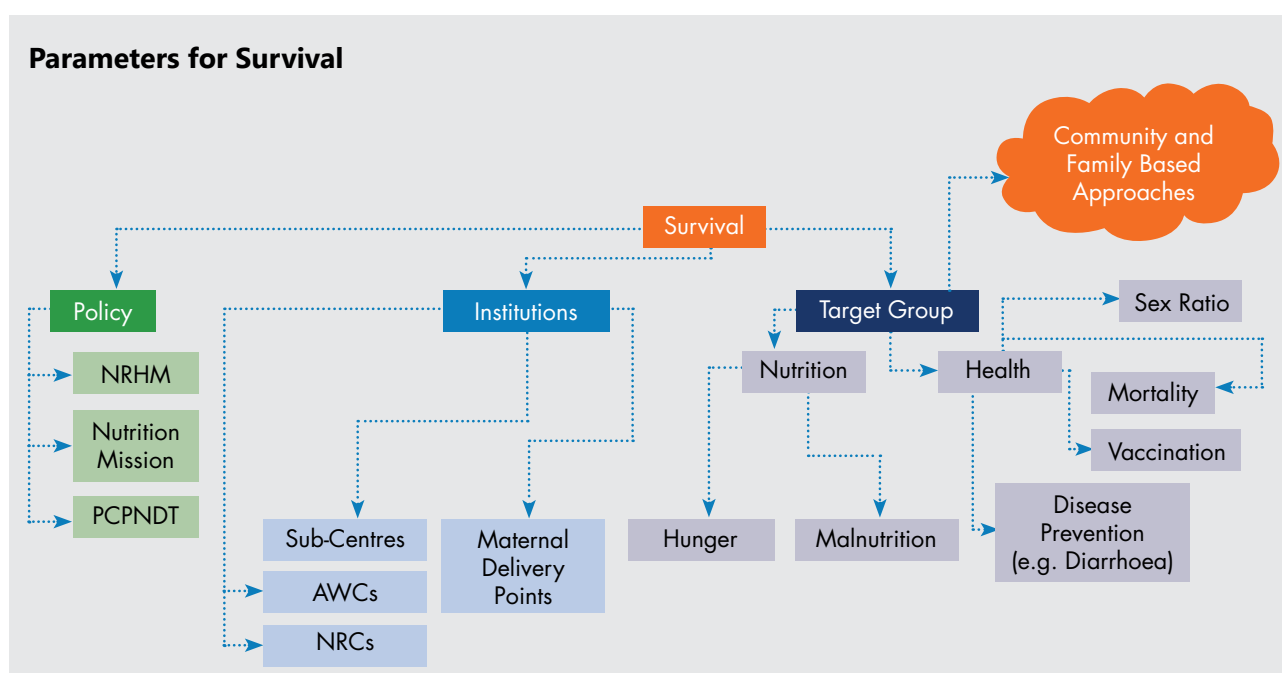 Parameters for Survival
Community and
Family Based
Approaches
Survival
Policy
Institutions
Target Group
Sex Ratio
NRHM
Nutrition
Health
Mortality
Nutrition
Mission
Vaccination
PCPNDT
Sub-Centres
Maternal
Delivery
Points
Hunger
Malnutrition
Disease
Prevention
(e.g. Diarrhoea)
AWCs
NRCs